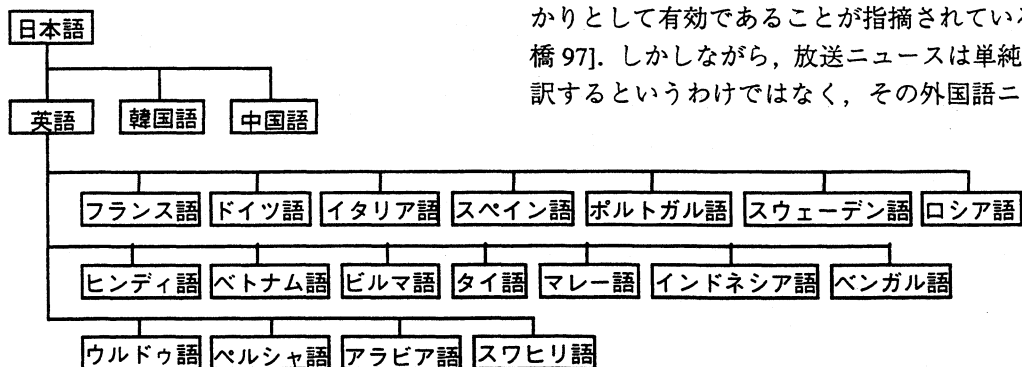 日本語
英語 韓国語 中国語
フランス語 ドイツ語 イタリア語 スペイン語 ポルトガル語 スウェーデン語 ロシア語
ヒンディ語 ベトナム語 ビルマ語 タイ語 マレー語 インドネシア語 ベンガル語
ウルドゥ語 ペルシャ語 アラビア語 スワヒリ語
かりとして有効であることが指摘されている
橋 97]．しかしながら，放送ニュースは単純
訳するというわけではなく，その外国語ニ